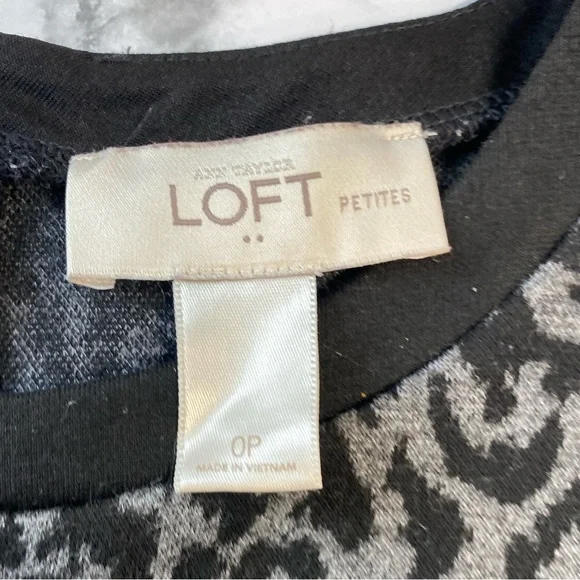 ANN TAYLOR
LOFT PETITES
0P
MADE IN VIETNAM